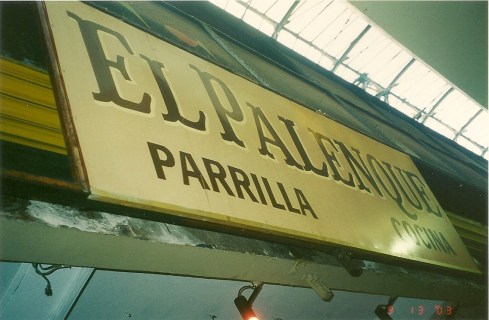 EL PALENQUE
PARRILLA COCINA
9 13 03